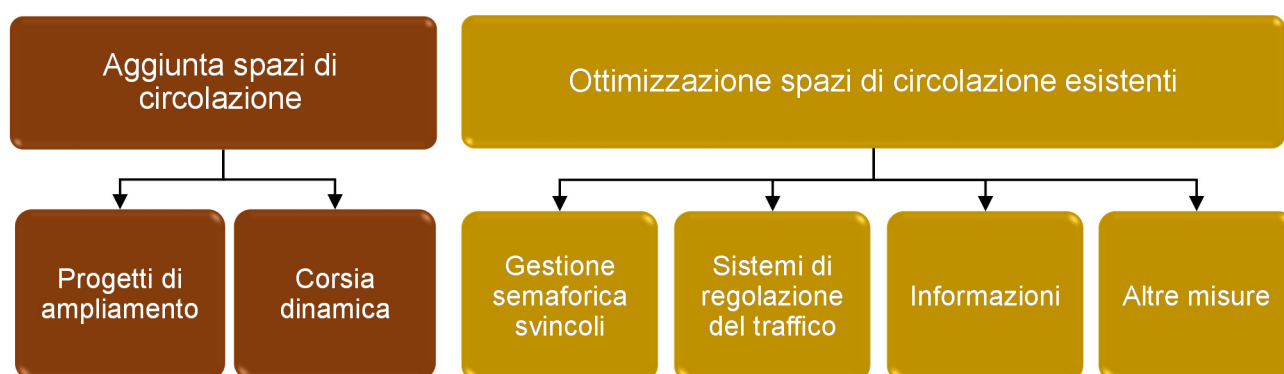 Aggiunta spazi di
circolazione
Ottimizzazione spazi di circolazione esistenti
Progetti di
ampliamento
Corsia
dinamica
Gestione
semaforica
svincoli
Sistemi di
regolazione
del traffico
Informazioni
Altre misure